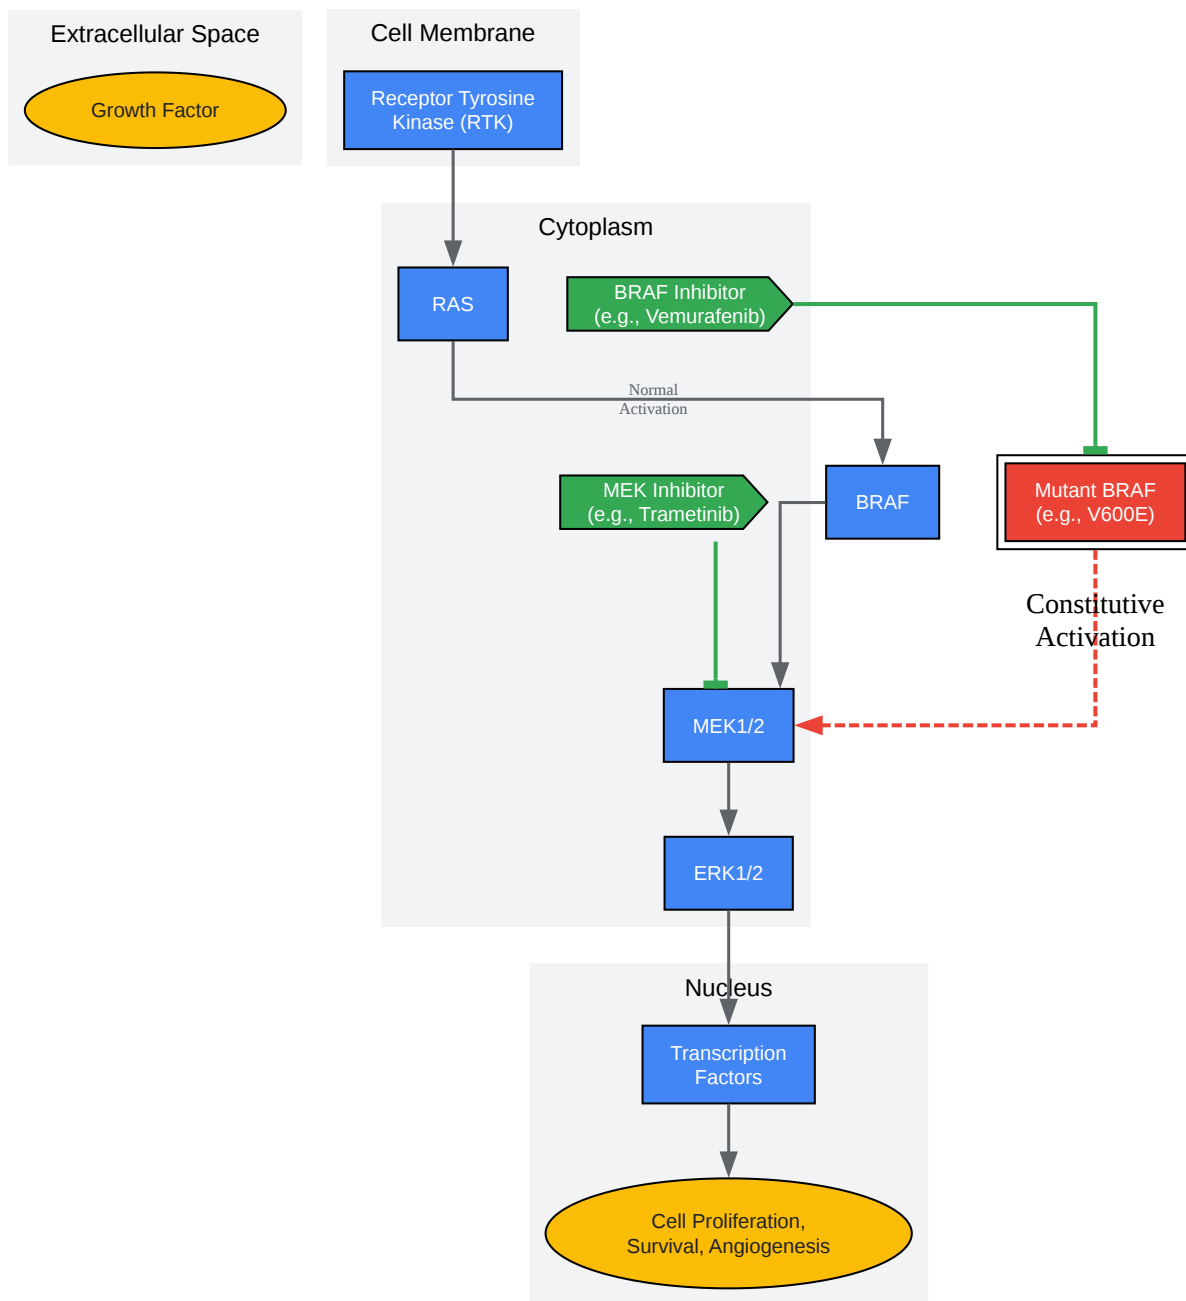 Extracellular Space
Cell Membrane
Growth Factor
Receptor Tyrosine
Kinase (RTK)
Cytoplasm
RAS
BRAF Inhibitor
(e.g., Vemurafenib)
Normal
Activation
MEK Inhibitor
(e.g., Trametinib)
BRAF
Mutant BRAF
(e.g., V600E)
Constitutive
Activation
MEK1/2
ERK1/2
Nucleus
Transcription
Factors
Cell Proliferation,
Survival, Angiogenesis